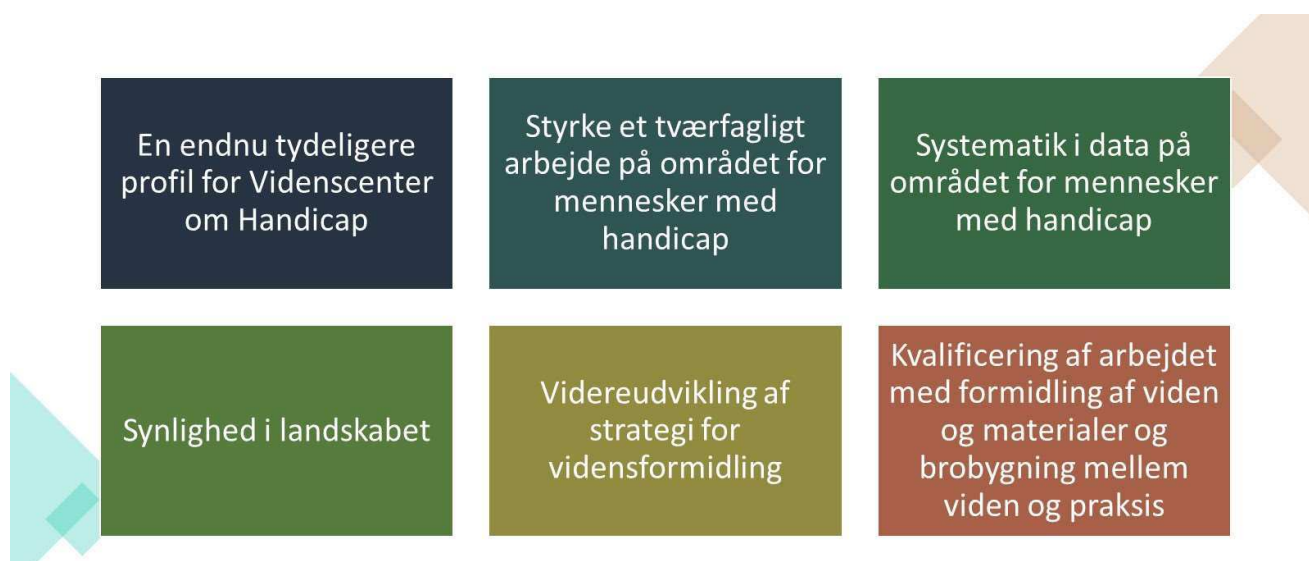 En endnu tydeligere
profil for Videnscenter
om Handicap
Styrke et tværfagligt
arbejde på området for
mennesker med
handicap
Systematik i data på
området for mennesker
med handicap
Synlighed i landskabet
Videreudvikling af
strategi for
vidensformidling
Kvalificering af arbejdet
med formidling af viden
og materialer og
brobygning mellem
viden og praksis